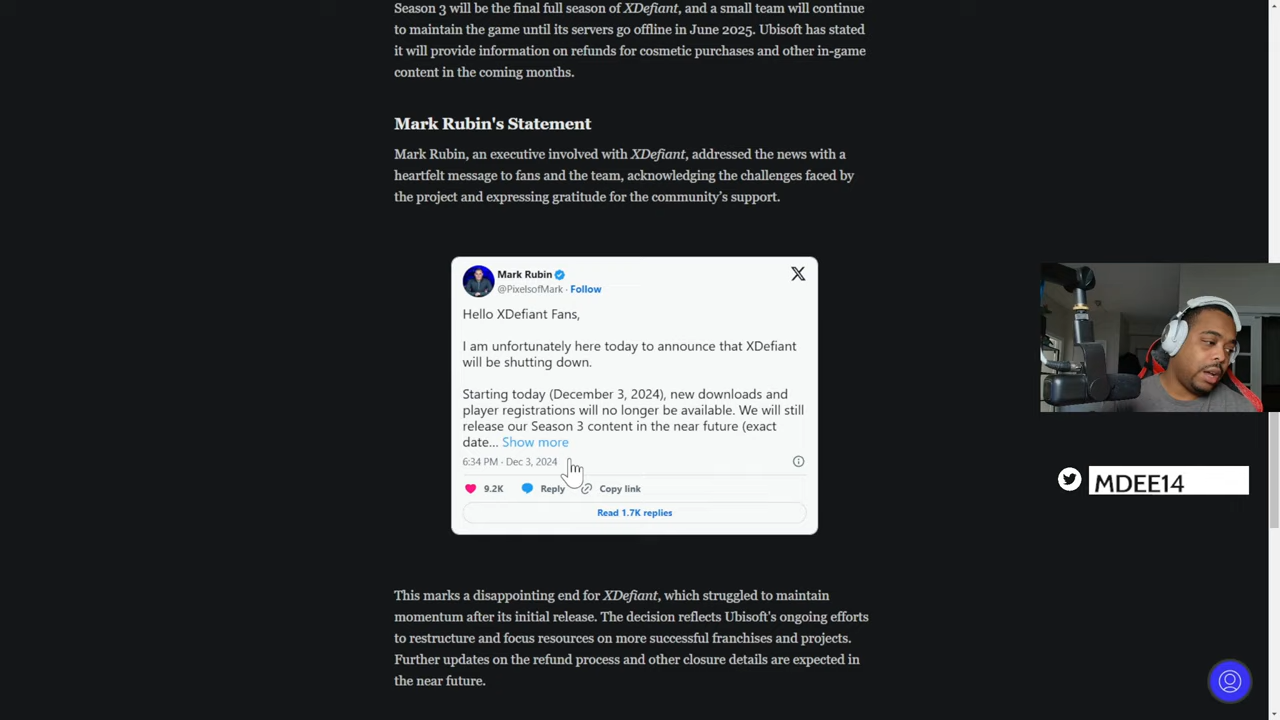 Season 3 will be the final full season of XDefiant, and a small team will continue
to maintain the game until its servers go offline in June 2025. Ubisoft has stated
it will provide information on refunds for cosmetic purchases and other in-game
content in the coming months.
Mark Rubin's Statement
Mark Rubin, an executive involved with XDefiant, addressed the news with a
heartfelt message to fans and the team, acknowledging the challenges faced by
the project and expressing gratitude for the community’s support.
Mark Rubin
@PixelsofMark · Follow
Hello XDefiant Fans,
I am unfortunately here today to announce that XDefiant
will be shutting down.
Starting today (December 3, 2024), new downloads and
player registrations will no longer be available. We will still
release our Season 3 content in the near future (exact
date... Show more
6:34 PM · Dec 3, 2024
9.2K Reply Copy link
Read 1.7K replies
MDEE14
This marks a disappointing end for XDefiant, which struggled to maintain
momentum after its initial release. The decision reflects Ubisoft’s ongoing efforts
to restructure and focus resources on more successful franchises and projects.
Further updates on the refund process and other closure details are expected in
the near future.